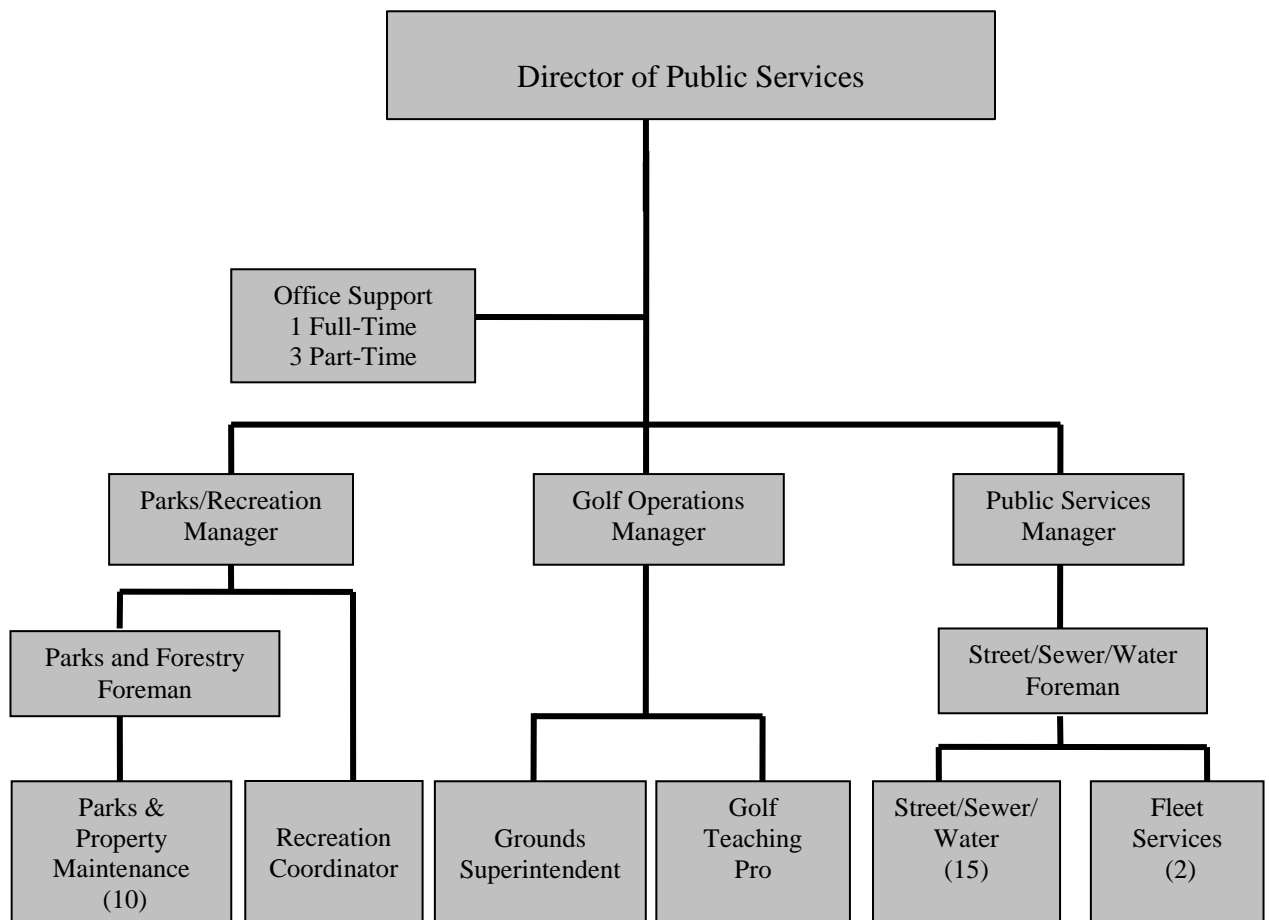 Director of Public Services
Office Support
1 Full-Time
3 Part-Time
Parks/Recreation
Manager
Golf Operations
Manager
Public Services
Manager
Parks and Forestry
Foreman
Street/Sewer/Water
Foreman
Parks &
Property
Maintenance
(10)
Recreation
Coordinator
Grounds
Superintendent
Golf
Teaching
Pro
Street/Sewer/
Water
(15)
Fleet
Services
(2)